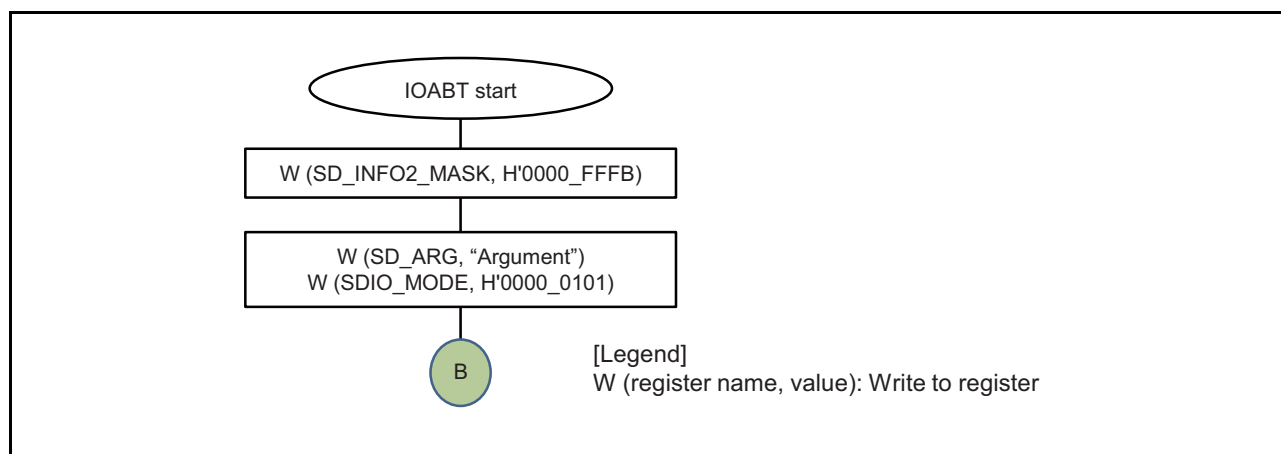 IOABT start
W (SD_INFO2_MASK, H'0000_FFFB)
W (SD_ARG, “Argument”)
W (SDIO_MODE, H'0000_0101)
B
[Legend]
W (register name, value): Write to register